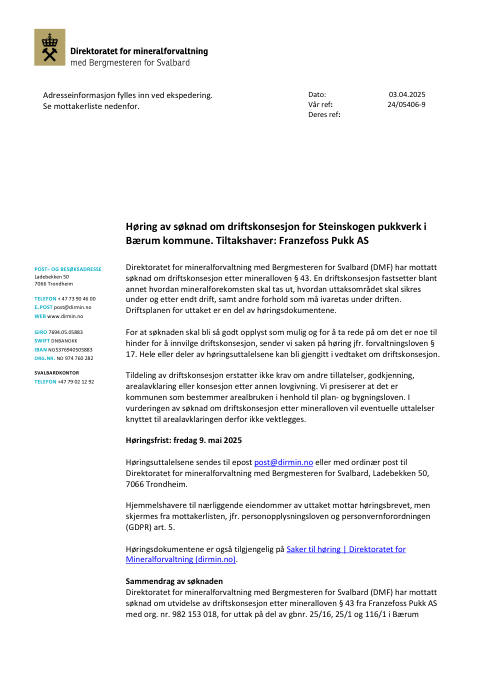 Direktoratet for mineralforvaltning
med Bergmesteren for Svalbard
Adresseinformasjon fylles inn ved ekspedering.
Se mottakerliste nedenfor.
Dato: 03.04.2025
Vår ref: 24/05406-9
Deres ref:
Høring av søknad om driftskonsesjon for Steinskogen pukkverk i
Bærum kommune. Tiltakshaver: Franzefoss Pukk AS
POST- OG BESØKSADRESSE
Ladebekken 50
7066 Trondheim
TELEFON + 47 73 90 46 00
E.POST post@dirmin.no
WEB www.dirmin.no
GIRO 7694.05.05883
SWIFT DNBANOKK
IBAN NO5376940505883
ORG.NR. NO 974 760 282
SVALBARDKONTOR
TELEFON +47 79 02 12 92
Direktoratet for mineralforvaltning med Bergmesteren for Svalbard (DMF) har mottatt
søknad om driftskonsesjon etter mineralloven § 43. En driftskonsesjon fastsetter blant
annet hvordan mineralforekomsten skal tas ut, hvordan uttaksområdet skal sikres
under og etter endt drift, samt andre forhold som må ivaretas under driften.
Driftsplanen for uttaket er en del av høringsdokumentene.
For at søknaden skal bli så godt opplyst som mulig og for å ta rede på om det er noe til
hinder for å innvilge driftskonsesjon, sender vi saken på høring jfr. forvaltningsloven §
17. Hele eller deler av høringsuttalelsene kan bli gjengitt i vedtaket om driftskonsesjon.
Tildeling av driftskonsesjon erstatter ikke krav om andre tillatelser, godkjenning,
arealavklaring eller konsesjon etter annen lovgivning. Vi presiserer at det er
kommunen som bestemmer arealbruken i henhold til plan- og bygningsloven. I
vurderingen av søknad om driftskonsesjon etter mineralloven vil eventuelle uttalelser
knyttet til arealavklaringen derfor ikke vektlegges.
Høringsfrist: fredag 9. mai 2025
Høringsuttalelsene sendes til epost post@dirmin.no eller med ordinær post til
Direktoratet for mineralforvaltning med Bergmesteren for Svalbard, Ladebekken 50,
7066 Trondheim.
Hjemmelshavere til nærliggende eiendommer av uttaket mottar høringsbrevet, men
skjermes fra mottakerlisten, jfr. personopplysningsloven og personvernforordningen
(GDPR) art. 5.
Høringsdokumentene er også tilgjengelig på Saker til høring | Direktoratet for
Mineralforvaltning (dirmin.no).
Sammendrag av søknaden
Direktoratet for mineralforvaltning med Bergmesteren for Svalbard (DMF) har mottatt
søknad om utvidelse av driftskonsesjon etter mineralloven § 43 fra Franzefoss Pukk AS
med org. nr. 982 153 018, for uttak på del av gbnr. 25/16, 25/1 og 116/1 i Bærum